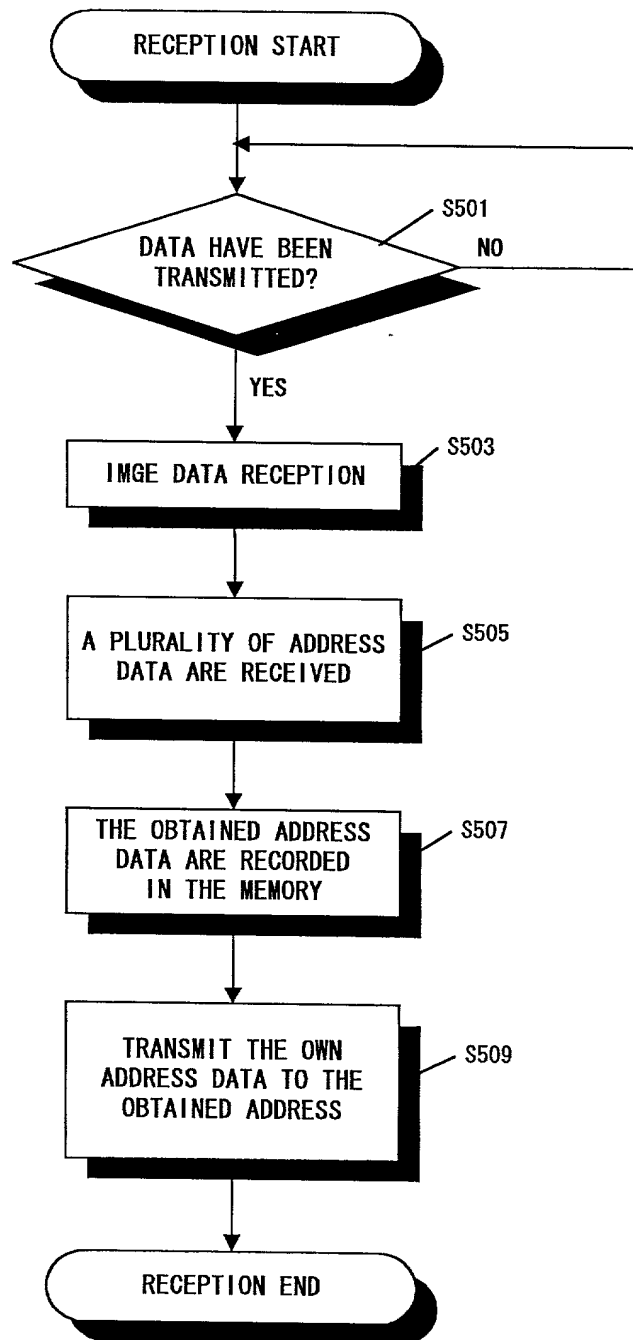 RECEPTION START
S501
DATA HAVE BEEN
TRANSMITTED?
NO
YES
S503
IMGE DATA RECEPTION
S505
A PLURALITY OF ADDRESS
DATA ARE RECEIVED
S507
THE OBTAINED ADDRESS
DATA ARE RECORDED
IN THE MEMORY
S509
TRANSMIT THE OWN
ADDRESS DATA TO THE
OBTAINED ADDRESS
RECEPTION END